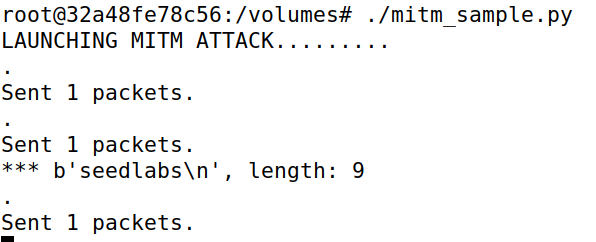 root@32a48fe78c56:/volumes# ./mitm_sample.py
LAUNCHING MITM ATTACK.........
.
Sent 1 packets.
.
Sent 1 packets.
*** b'seedlabs\n', length: 9
.
Sent 1 packets.